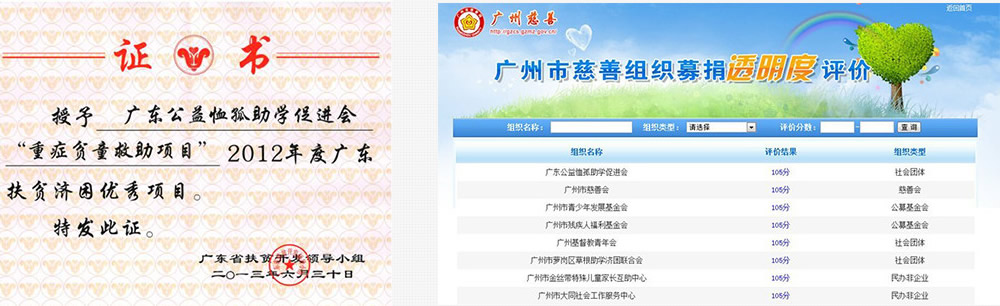 证书
授予 广东公益恤孤助学促进会
“重症贫童救助项目” 2012年度广东
扶贫济困优秀项目。
特发此证。
广东省扶贫开发领导小组
二〇一三年六月三十日
返回首页
广州慈善
http://gzcs.gzmz.gov.cn/
广州市慈善组织募捐透明度评价
组织名称： 组织类型： 请选择 评价分数： - 查 询
组织名称 评价结果 组织类型
广东公益恤孤助学促进会 105分 社会团体
广州市慈善会 105分 慈善会
广州市青少年发展基金会 105分 公募基金会
广州市残疾人福利基金会 105分 公募基金会
广州基督教青年会 105分 社会团体
广州市萝岗区草根助学济困联合会 105分 社会团体
广州市金丝带特殊儿童家长互助中心 105分 民办非企业
广州市大同社会工作服务中心 105分 民办非企业